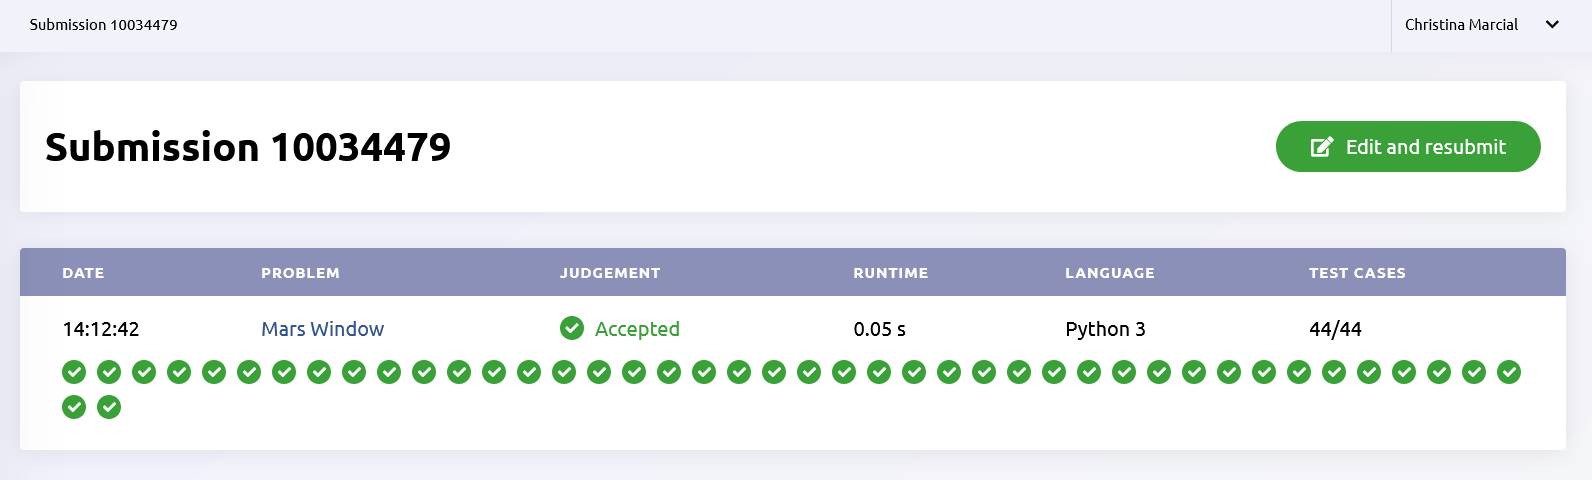 Submission 10034479
Christina Marcial
Submission 10034479
Edit and resubmit
DATE PROBLEM JUDGEMENT RUNTIME LANGUAGE TEST CASES
14:12:42 Mars Window Accepted 0.05 s Python 3 44/44